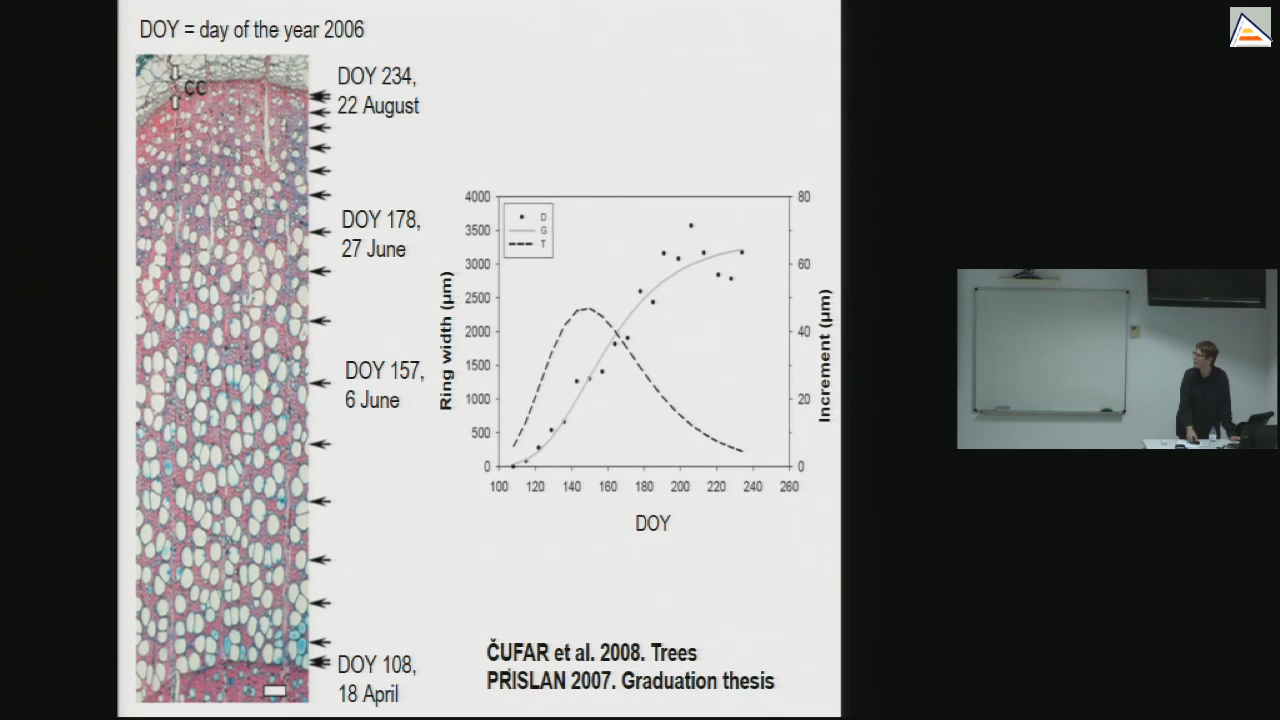 DOY = day of the year 2006
CC
DOY 234,
22 August
DOY 178,
27 June
DOY 157,
6 June
DOY 108,
18 April
4000
3500
3000
2500
2000
1500
1000
500
0
Ring width (µm)
D
G
T
80
60
40
20
0
Increment (µm)
100 120 140 160 180 200 220 240 260
DOY
ČUFAR et al. 2008. Trees
PRISLAN 2007. Graduation thesis